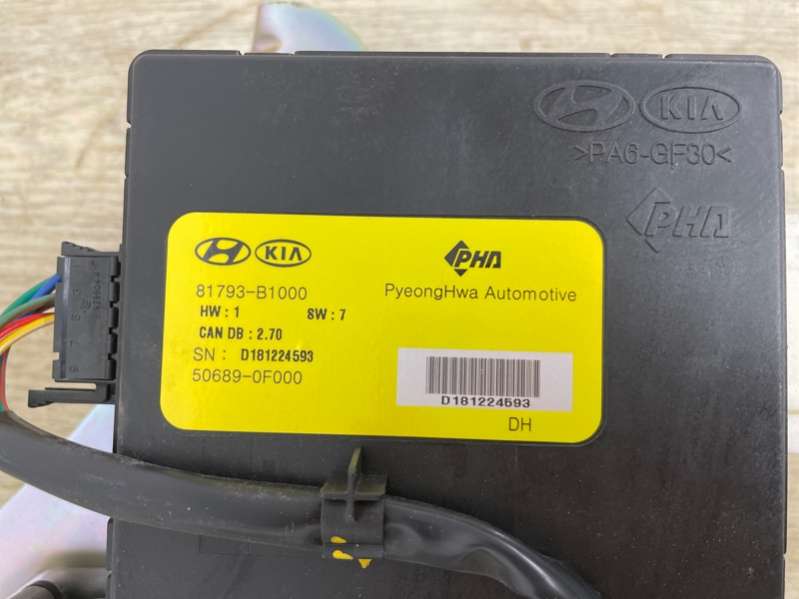 KIA
>PA6-GF30<
PHA
KIA
PHA
81793-B1000
PyeongHwa Automotive
HW : 1 SW : 7
CAN DB : 2.70
SN : D181224593
50689-0F000
D181224593
DH